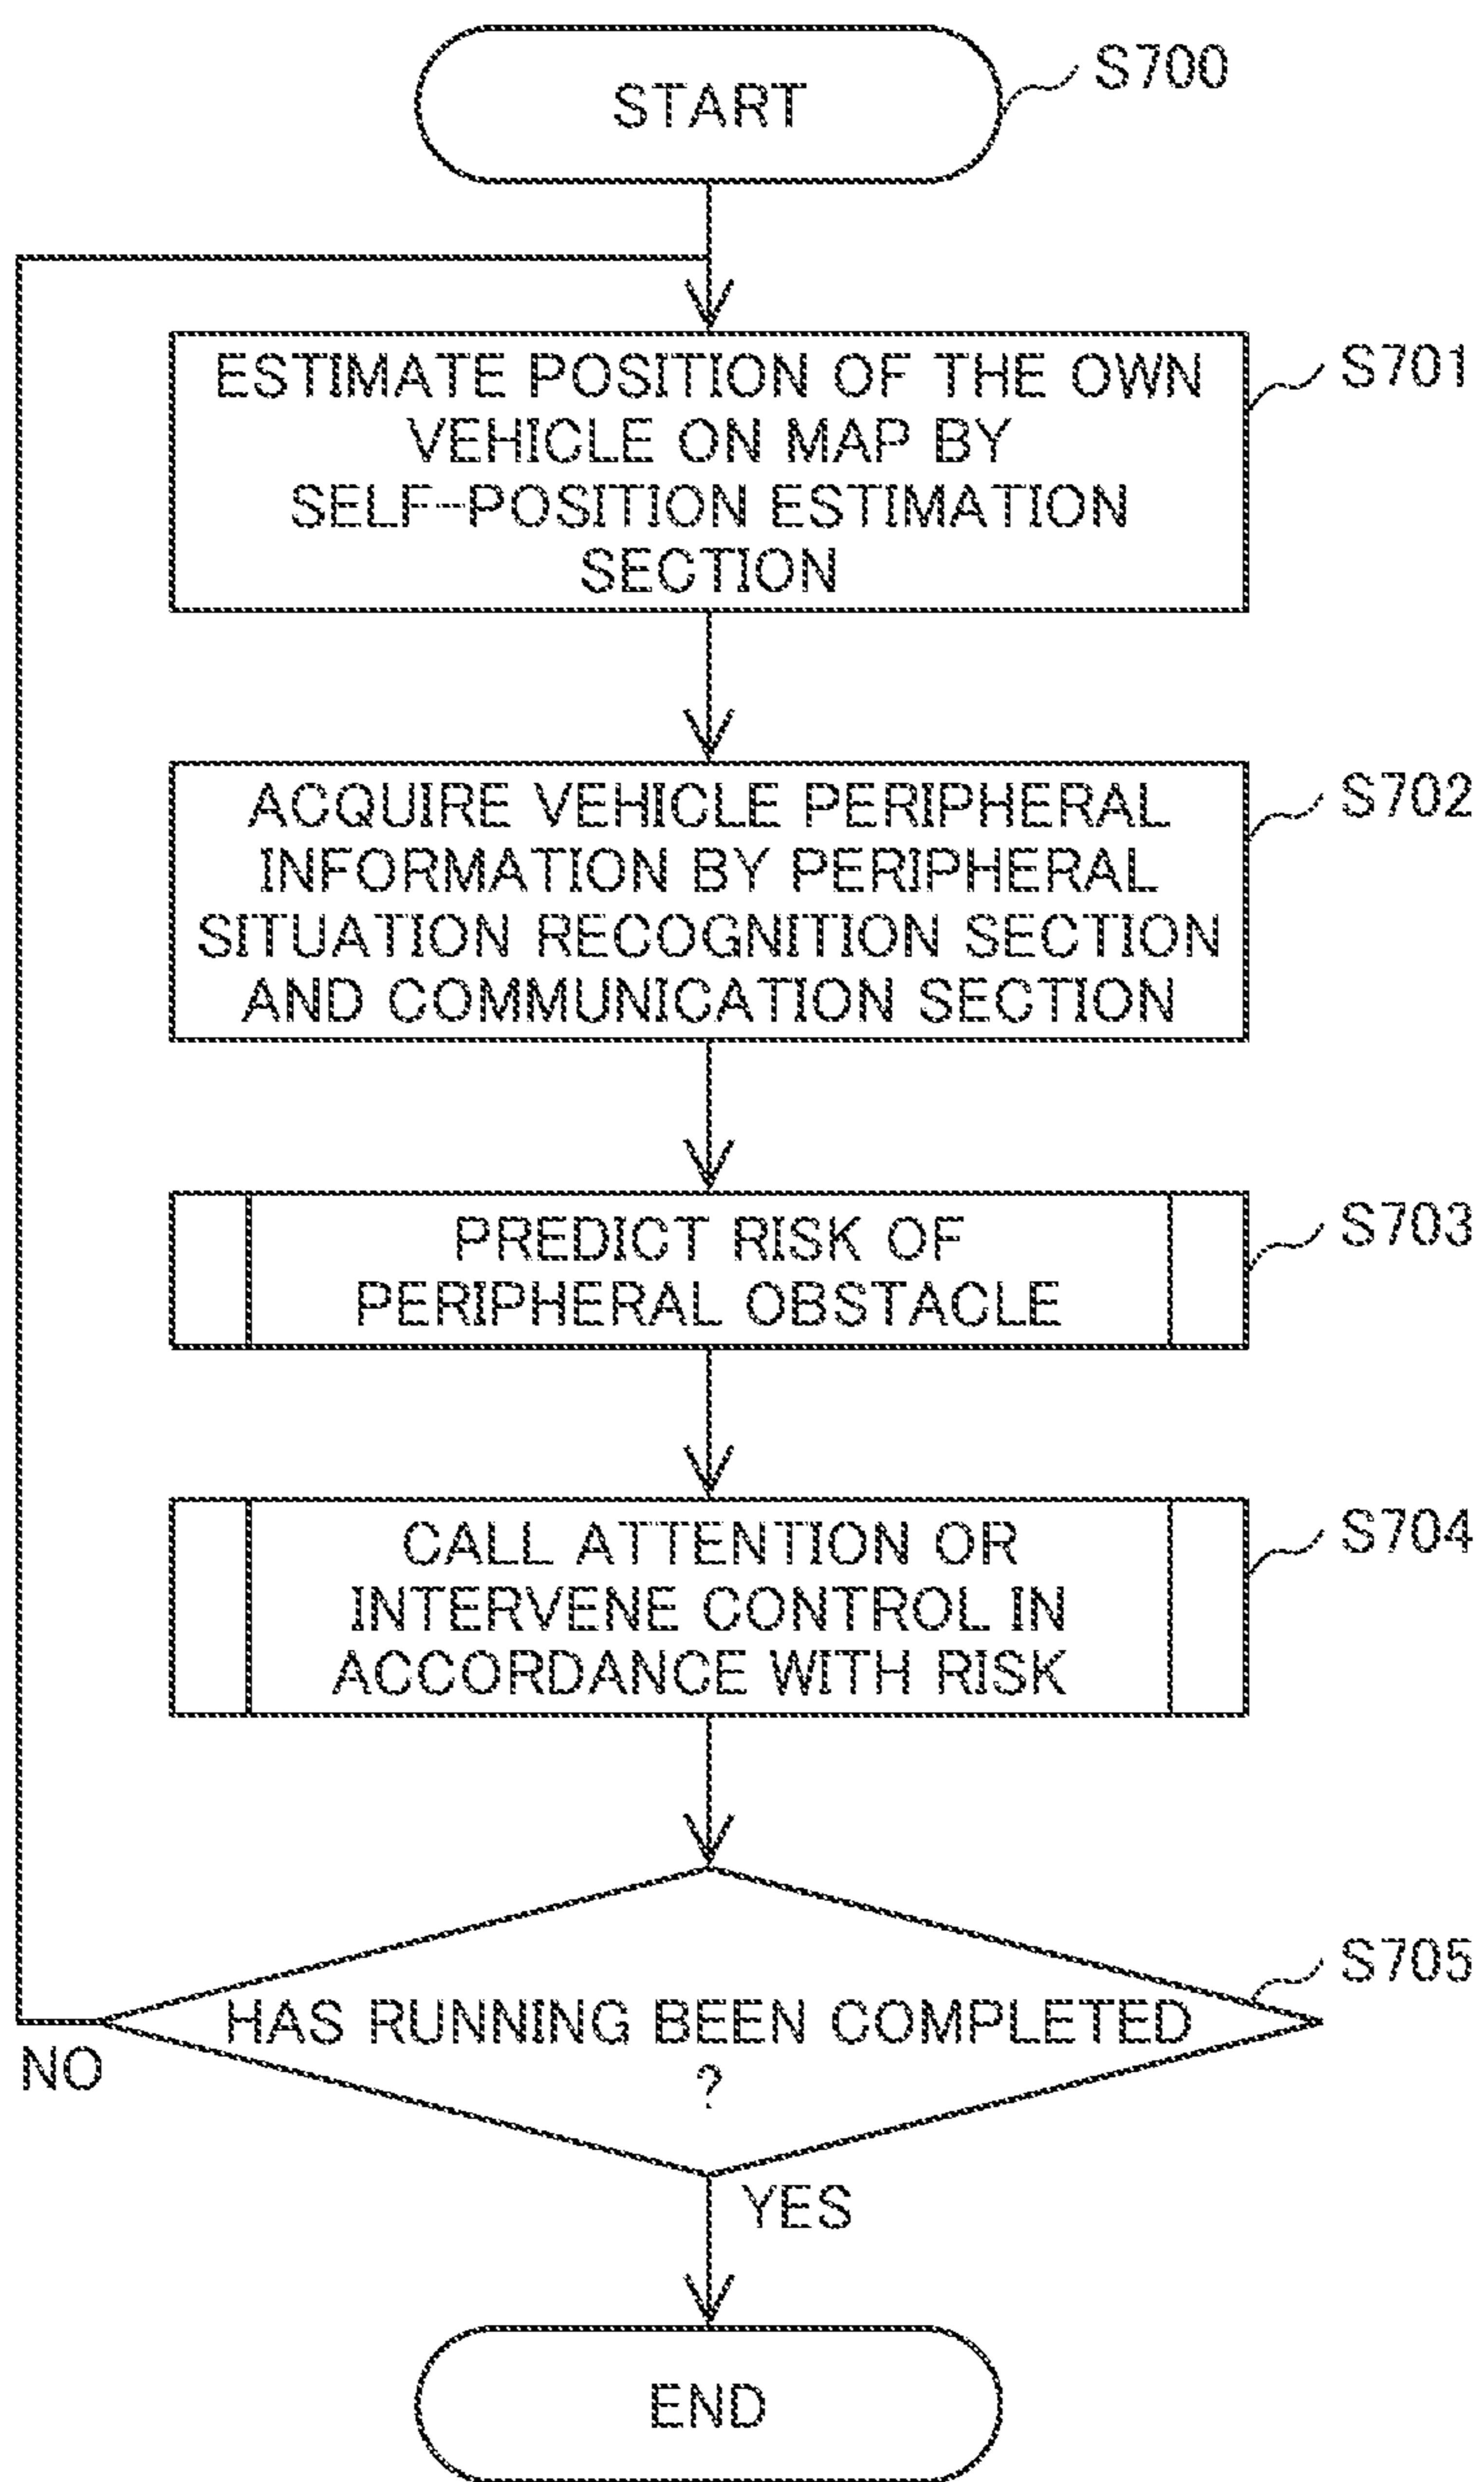 START
S700
ESTIMATE POSITION OF THE OWN
VEHICLE ON MAP BY
SELF-POSITION ESTIMATION
SECTION
S701
ACQUIRE VEHICLE PERIPHERAL
INFORMATION BY PERIPHERAL
SITUATION RECOGNITION SECTION
AND COMMUNICATION SECTION
S702
PREDICT RISK OF
PERIPHERAL OBSTACLE
S703
CALL ATTENTION OR
INTERVENE CONTROL IN
ACCORDANCE WITH RISK
S704
HAS RUNNING BEEN COMPLETED
?
S705
NO
YES
END